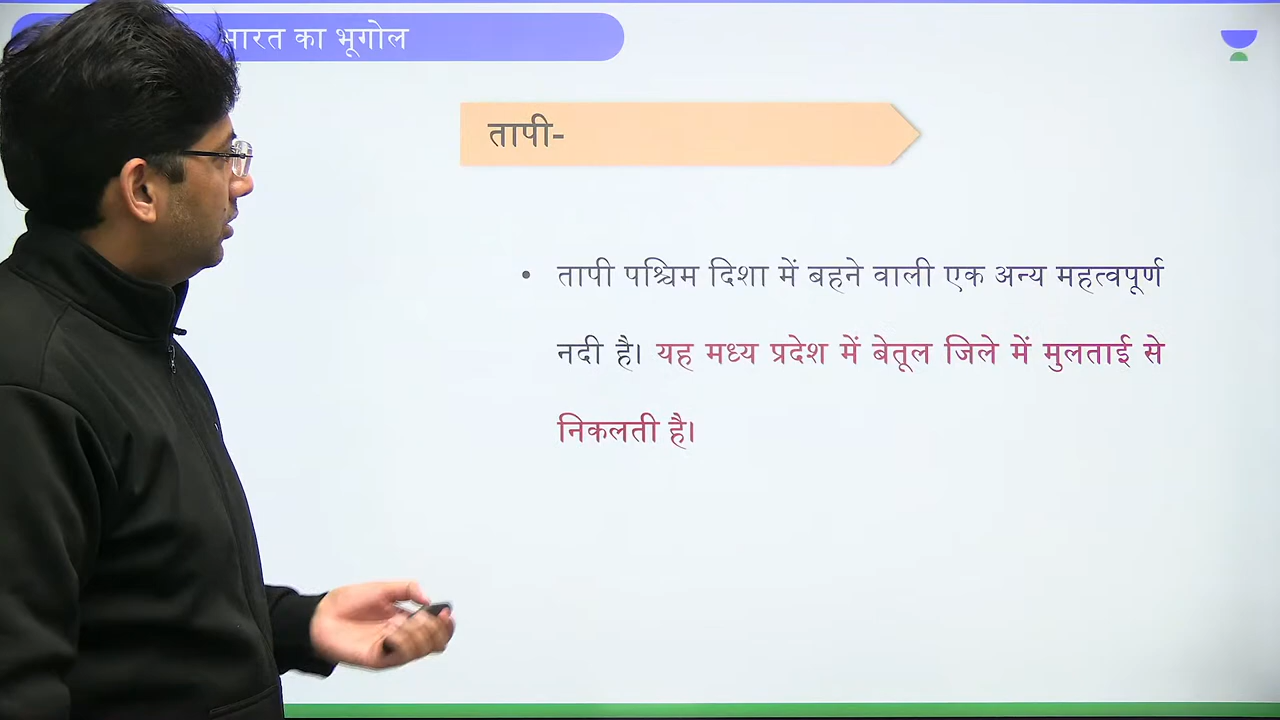 भारत का भूगोल
तापी-
• तापी पश्चिम दिशा में बहने वाली एक अन्य महत्वपूर्ण
नदी है। यह मध्य प्रदेश में बेतूल जिले में मुलताई से
निकलती है।